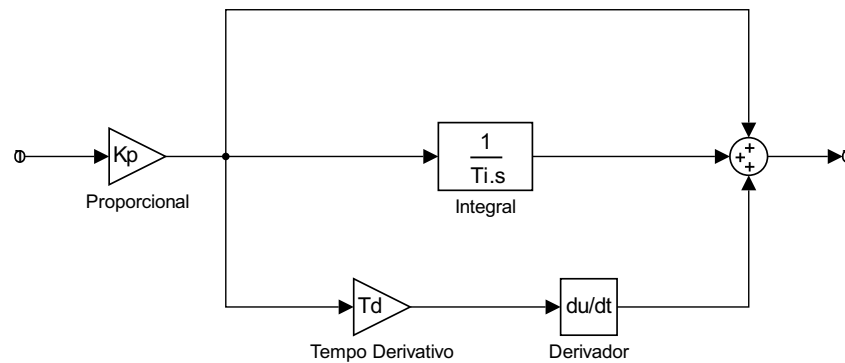 Kp
Proporcional
1
Ti.s
Integral
+
+
+
Td
Tempo Derivativo
du/dt
Derivador